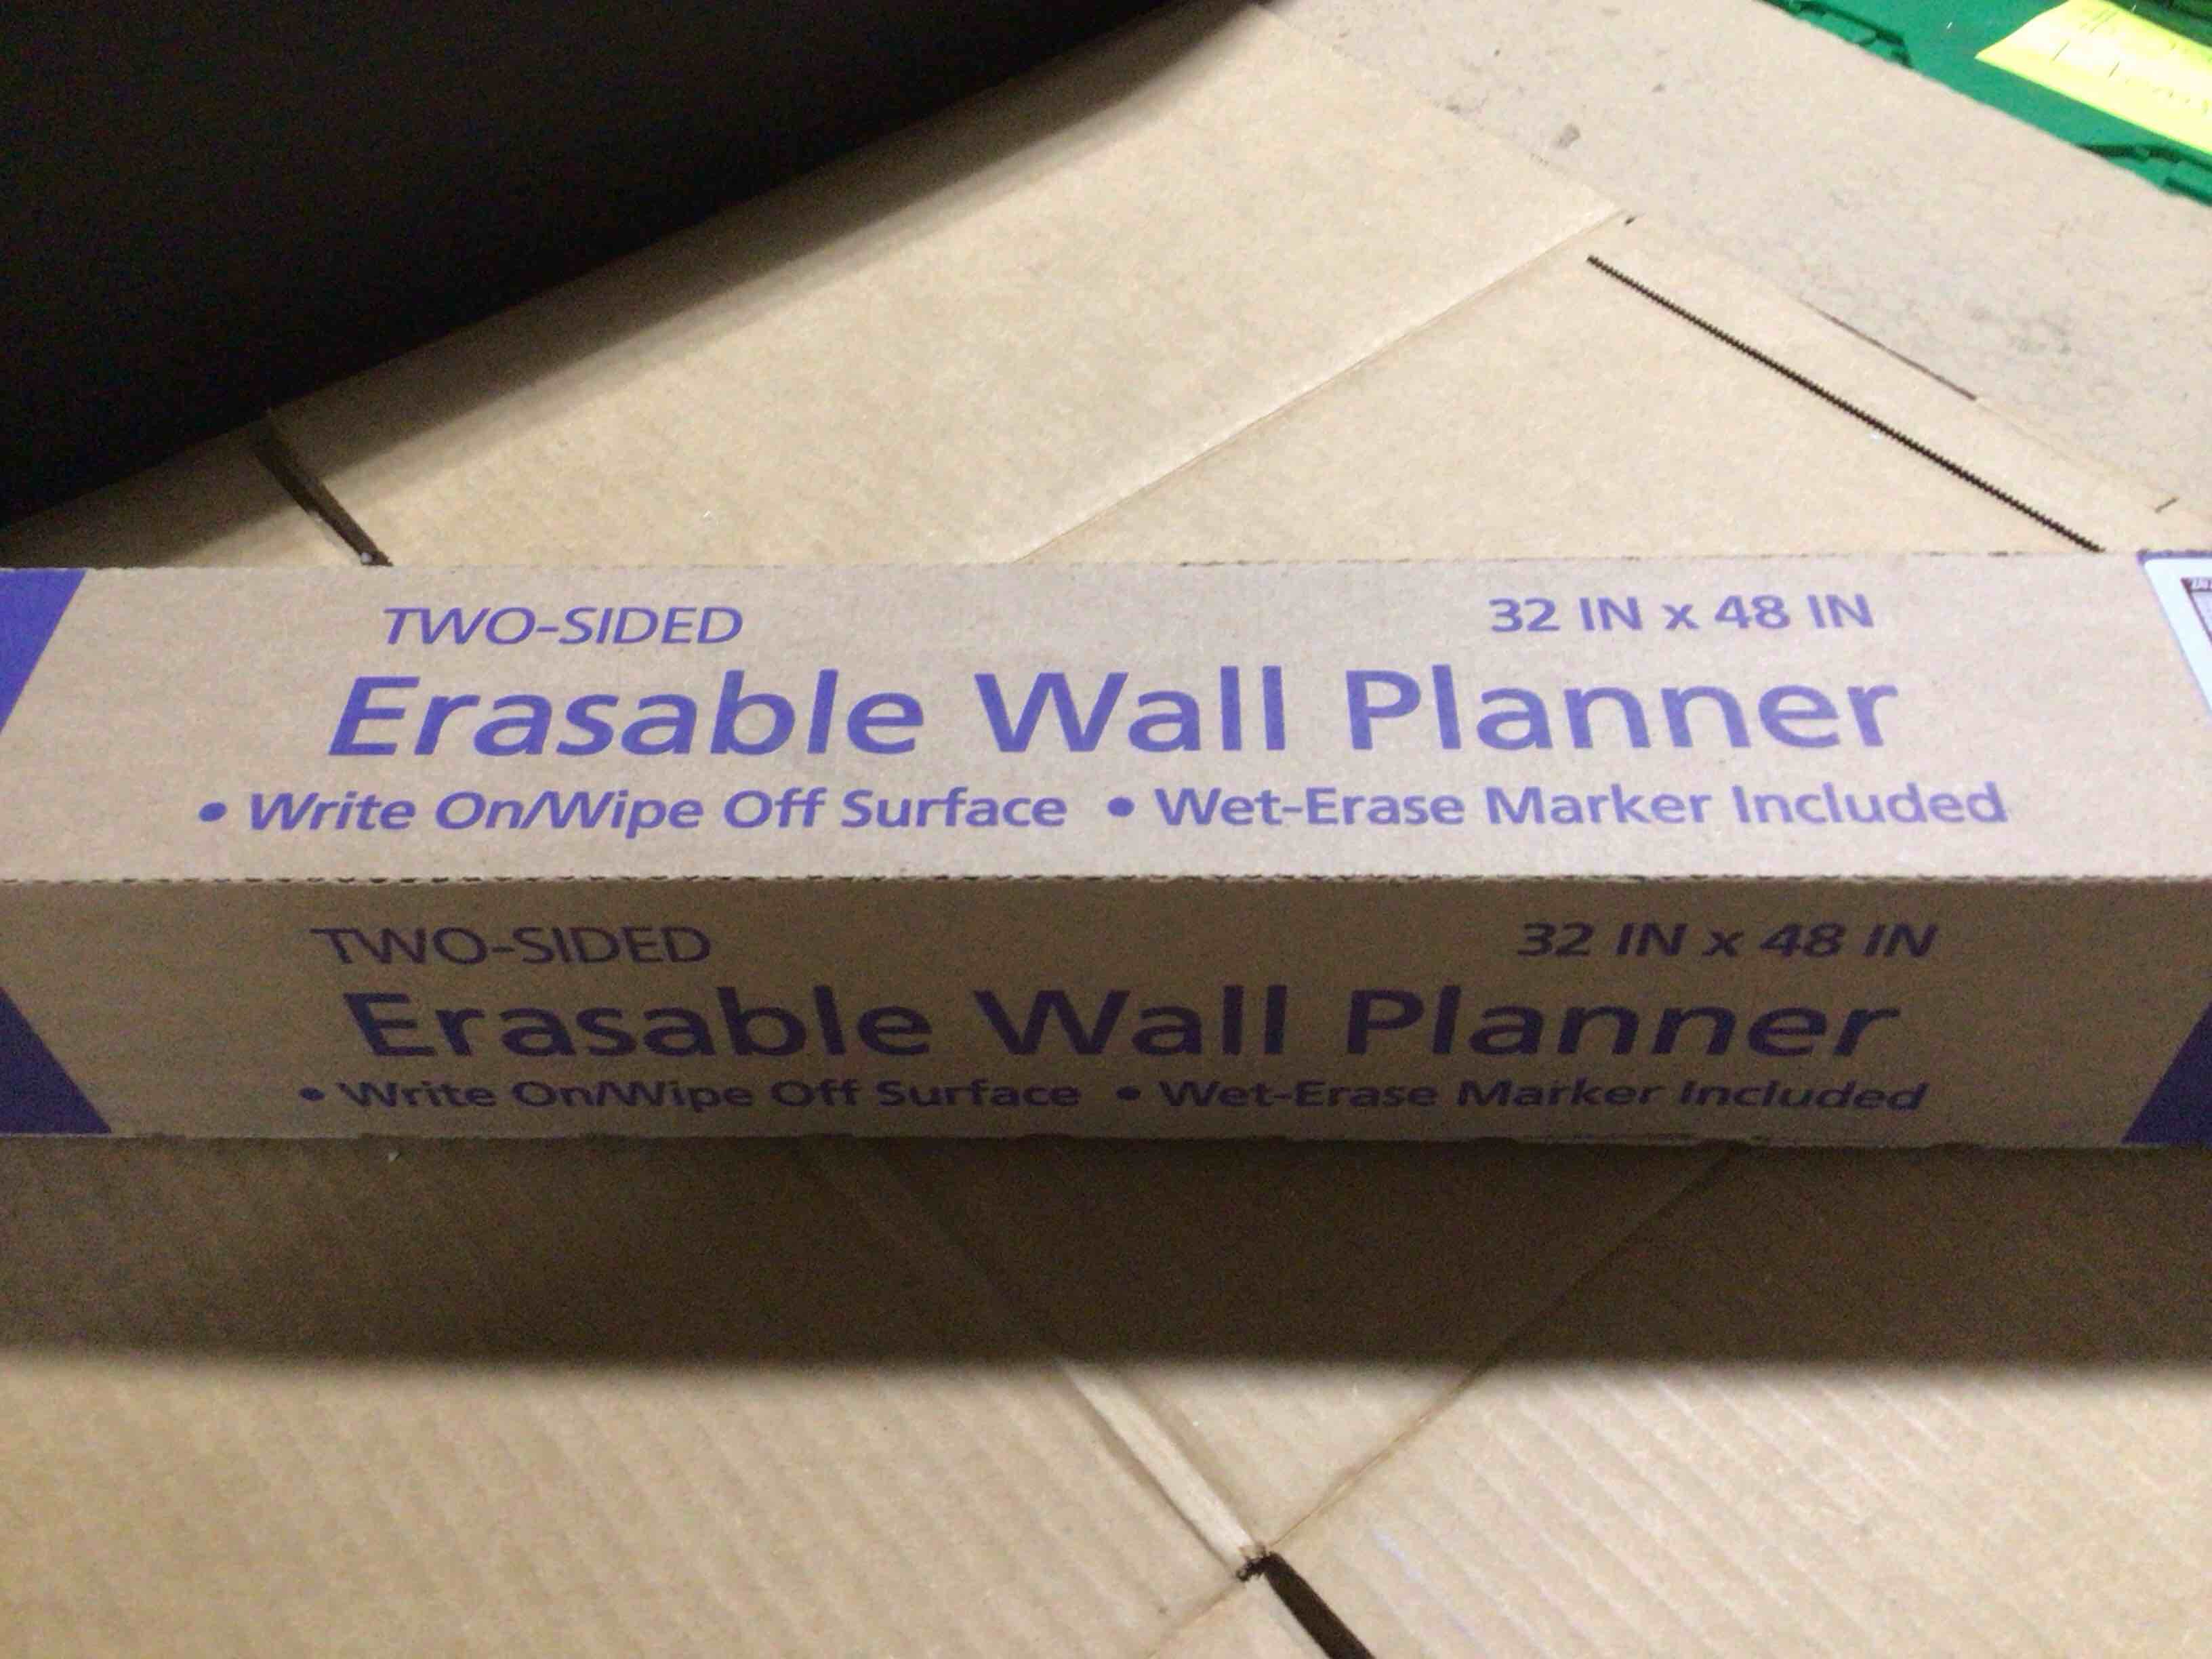 TWO-SIDED 32 IN x 48 IN
Erasable Wall Planner
• Write On/Wipe Off Surface • Wet-Erase Marker Included
TWO-SIDED 32 IN x 48 IN
Erasable Wall Planner
• Write On/Wipe Off Surface • Wet-Erase Marker Included